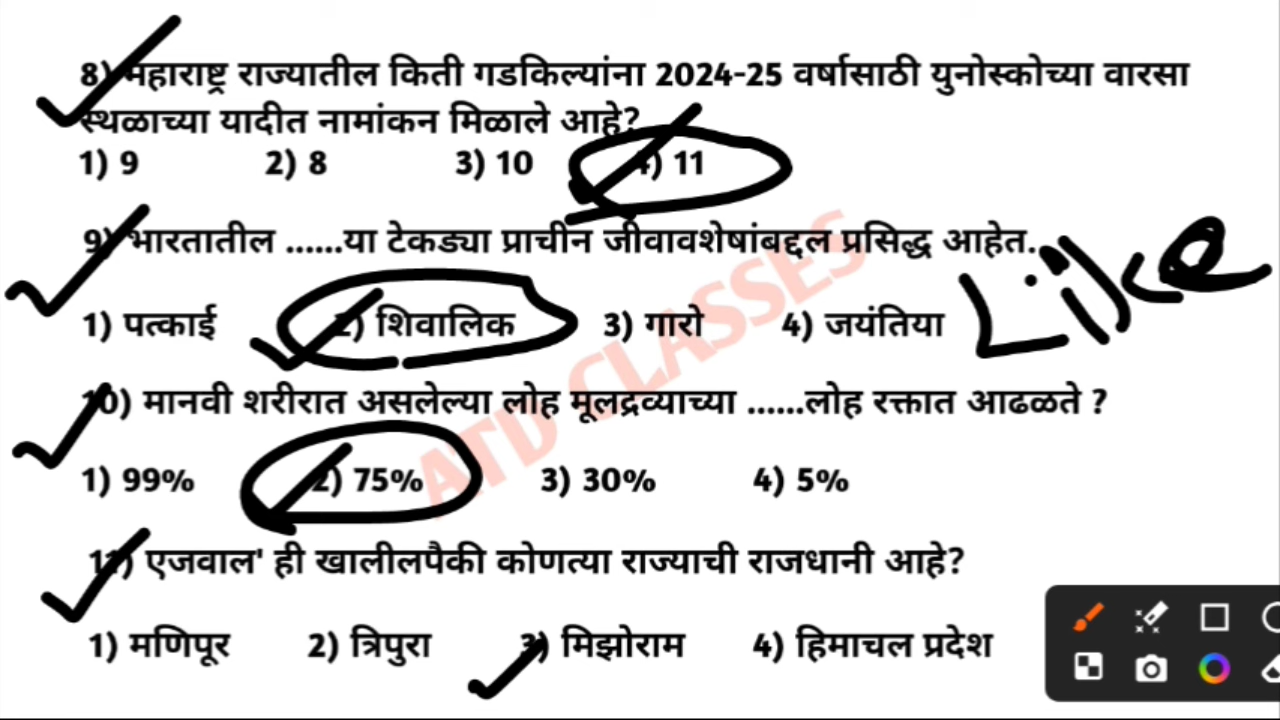 8) महाराष्ट्र राज्यातील किती गडकिल्यांना 2024-25 वर्षासाठी युनोस्कोच्या वारसा
स्थळाच्या यादीत नामांकन मिळाले आहे?
1) 9 2) 8 3) 10 4) 11
9) भारतातील ......या टेकड्या प्राचीन जीवावशेषांबद्दल प्रसिद्ध आहेत.
1) पत्काई 2) शिवालिक 3) गारो 4) जयंतिया
Like
10) मानवी शरीरात असलेल्या लोह मूलद्रव्याच्या ......लोह रक्तात आढळते ?
1) 99% 2) 75% 3) 30% 4) 5%
11) एजवाल' ही खालीलपैकी कोणत्या राज्याची राजधानी आहे?
1) मणिपूर 2) त्रिपुरा 3) मिझोराम 4) हिमाचल प्रदेश
ATD CLASSES